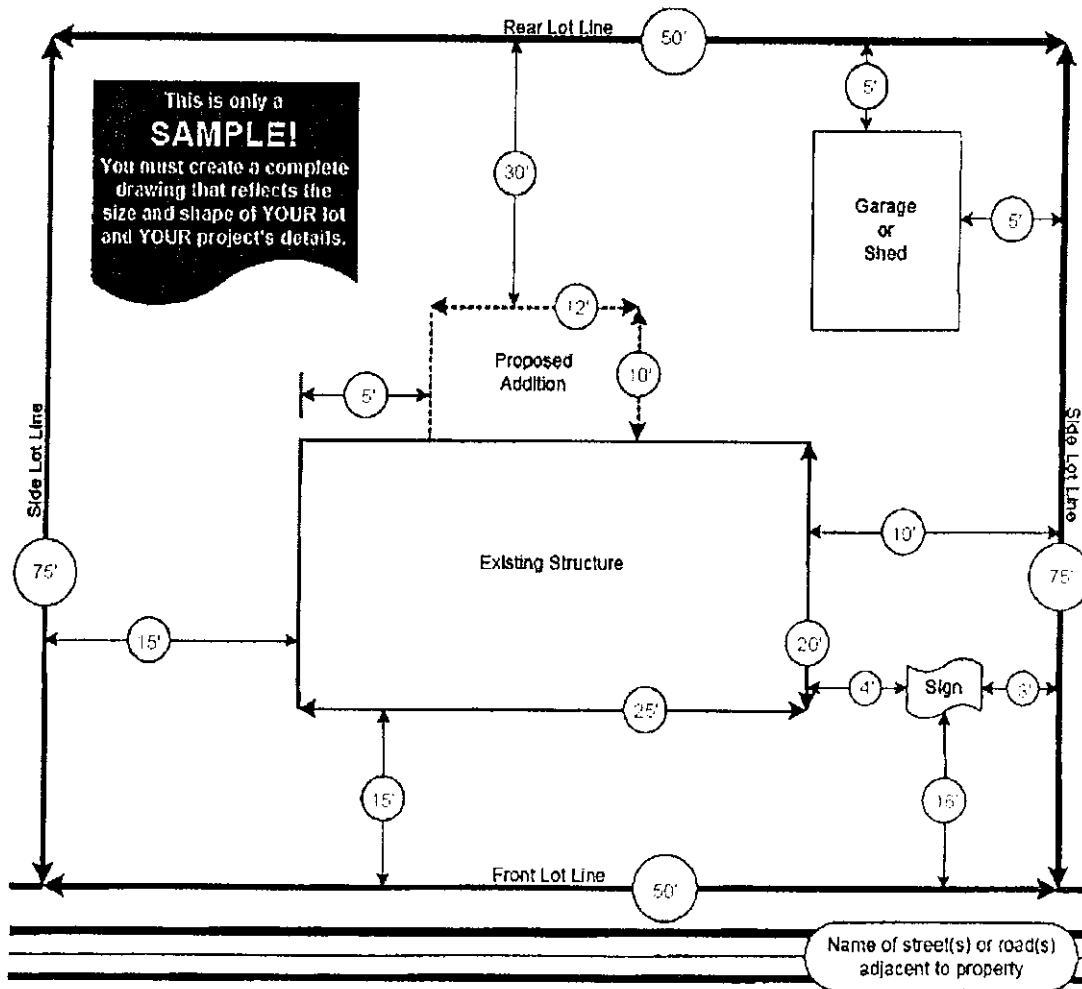 Rear Lot Line
50'
This is only a
SAMPLE!
You must create a complete
drawing that reflects the
size and shape of YOUR lot
and YOUR project's details.
5'
30'
Garage
or
Shed
5'
12'
Proposed
Addition
10'
5'
Side Lot Line
Side Lot Line
10'
Existing Structure
75'
75'
15'
20'
4'
Sign
3'
25'
15'
16'
Front Lot Line
50'
Name of street(s) or road(s)
adjacent to property